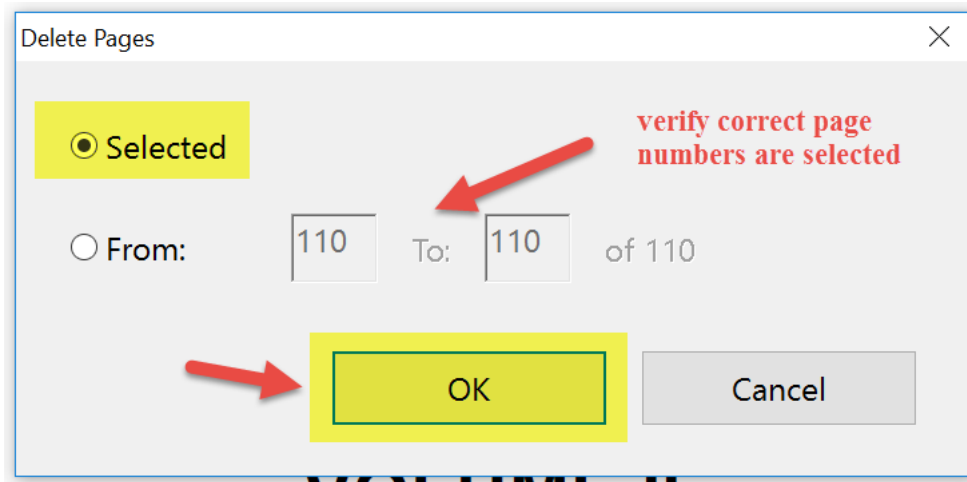 Delete Pages
Selected
verify correct page
numbers are selected
From: 110 To: 110 of 110
OK Cancel